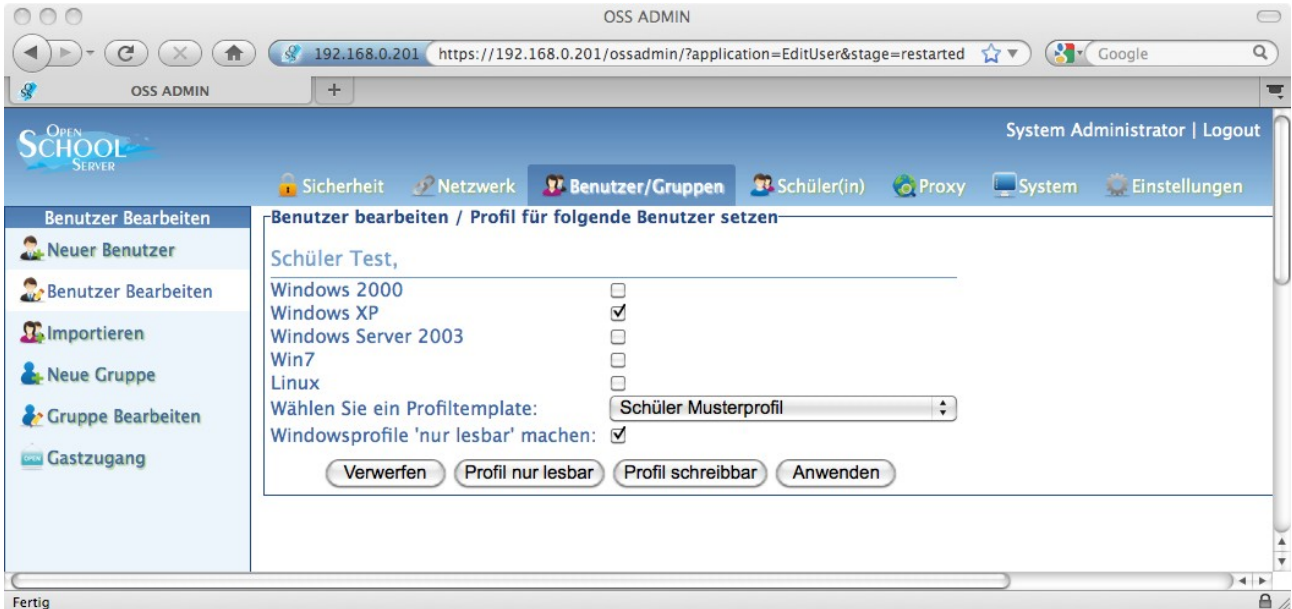 OSS ADMIN
192.168.0.201 https://192.168.0.201/ossadmin/?application=EditUser&stage=restarted Google
OSS ADMIN +
OPEN
SCHOOL
SERVER
System Administrator | Logout
Sicherheit Netzwerk Benutzer/Gruppen Schüler(in) Proxy System Einstellungen
Benutzer Bearbeiten
Neuer Benutzer
Benutzer Bearbeiten
Importieren
Neue Gruppe
Gruppe Bearbeiten
OPEN Gastzugang
Benutzer bearbeiten / Profil für folgende Benutzer setzen
Schüler Test,
Windows 2000
Windows XP
Windows Server 2003
Win7
Linux
Wählen Sie ein Profiltemplate: Schüler Musterprofil
Windowsprofile 'nur lesbar' machen:
Verwerfen Profil nur lesbar Profil schreibbar Anwenden
Fertig